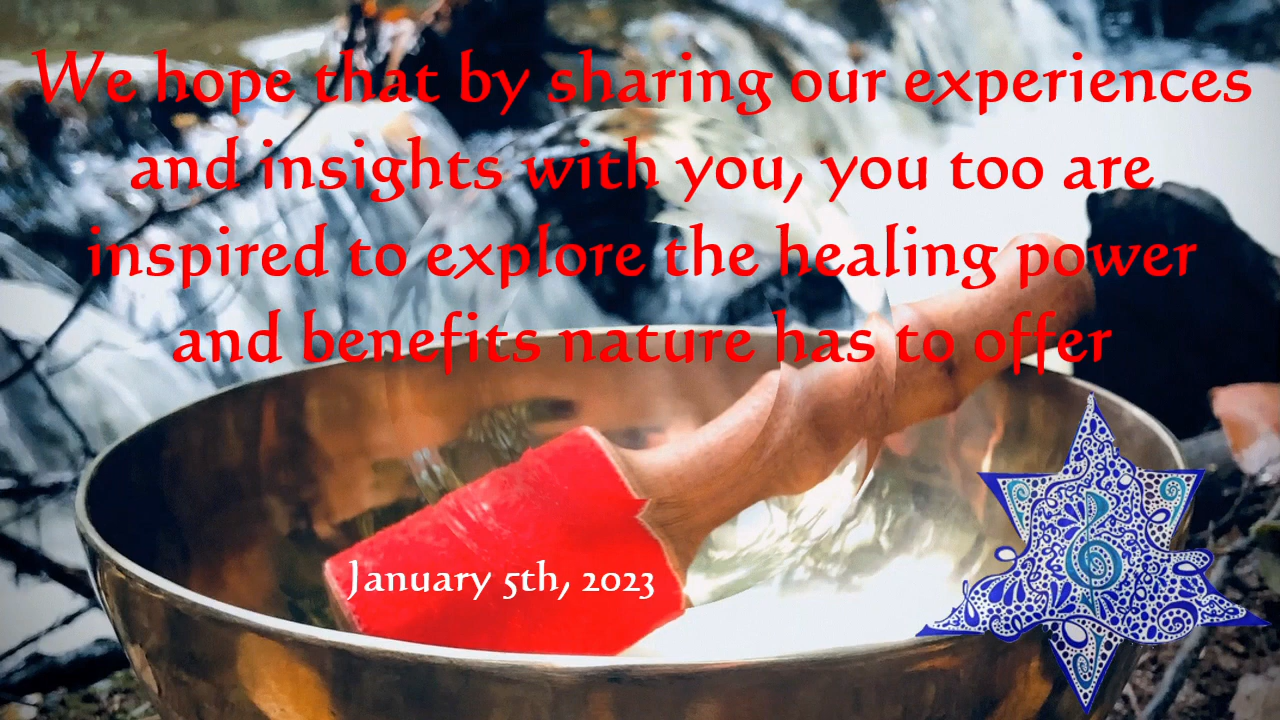 We hope that by sharing our experiences
and insights with you, you too are
inspired to explore the healing power
and benefits nature has to offer
January 5th, 2023